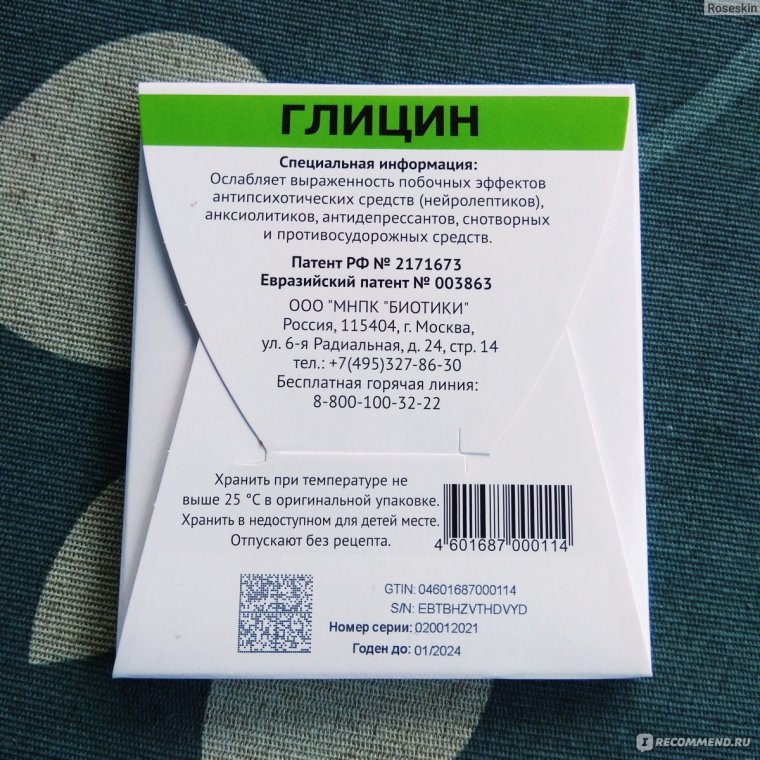 Roseskin
ГЛИЦИН
Специальная информация:
Ослабляет выраженность побочных эффектов
антипсихотических средств (нейролептиков),
анксиолитиков, антидепрессантов, снотворных
и противосудорожных средств.
Патент РФ № 2171673
Евразийский патент № 003863
ООО "МНПК "БИОТИКИ"
Россия, 115404, г. Москва,
ул. 6-я Радиальная, д. 24, стр. 14
тел.: +7(495)327-86-30
Бесплатная горячая линия:
8-800-100-32-22
Хранить при температуре не
выше 25 °С в оригинальной упаковке.
Хранить в недоступном для детей месте.
Отпускают без рецепта.
4 601687 000114
GTIN: 04601687000114
S/N: EBTBHZVTHDVYD
Номер серии: 020012021
Годен до: 01/2024
IRECOMMEND.RU